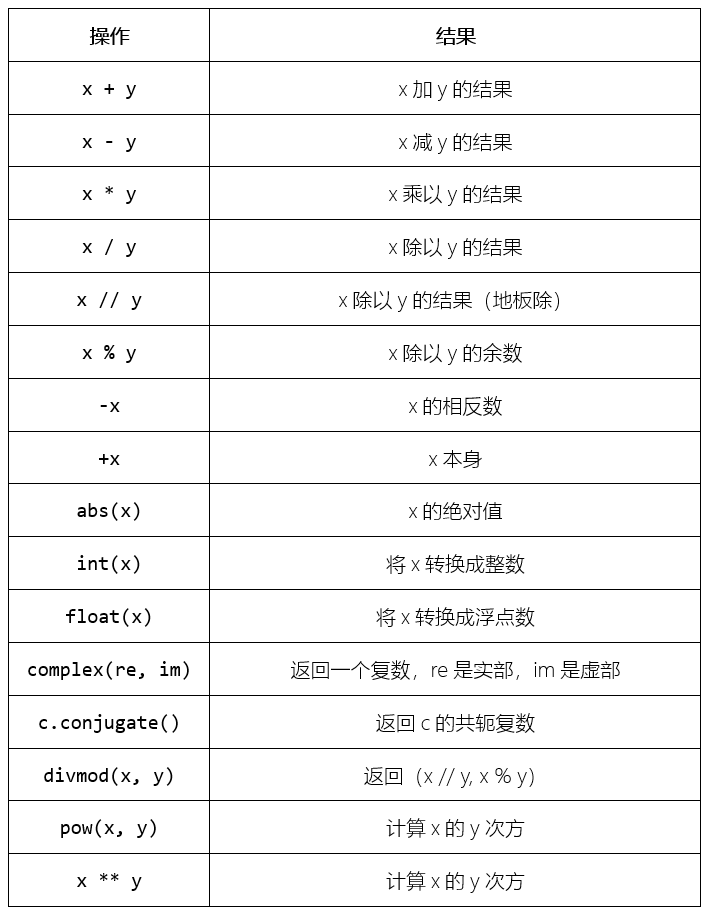 操作 结果
x + y x 加 y 的结果
x - y x 减 y 的结果
x * y x 乘以 y 的结果
x / y x 除以 y 的结果
x // y x 除以 y 的结果（地板除）
x % y x 除以 y 的余数
-x x 的相反数
+x x 本身
abs(x) x 的绝对值
int(x) 将 x 转换成整数
float(x) 将 x 转换成浮点数
complex(re, im) 返回一个复数，re 是实部，im 是虚部
c.conjugate() 返回 c 的共轭复数
divmod(x, y) 返回（x // y, x % y）
pow(x, y) 计算 x 的 y 次方
x ** y 计算 x 的 y 次方